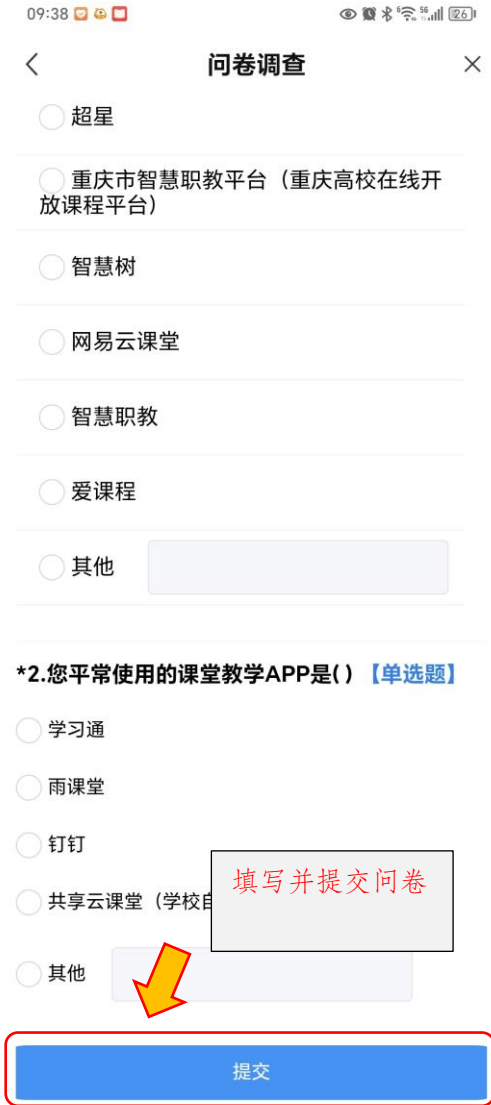 09:38
26
问卷调查
超星
重庆市智慧职教平台（重庆高校在线开
放课程平台）
智慧树
网易云课堂
智慧职教
爱课程
其他
*2.您平常使用的课堂教学APP是( ) 【单选题】
学习通
雨课堂
钉钉
填写并提交问卷
共享云课堂（学校自
其他
提交